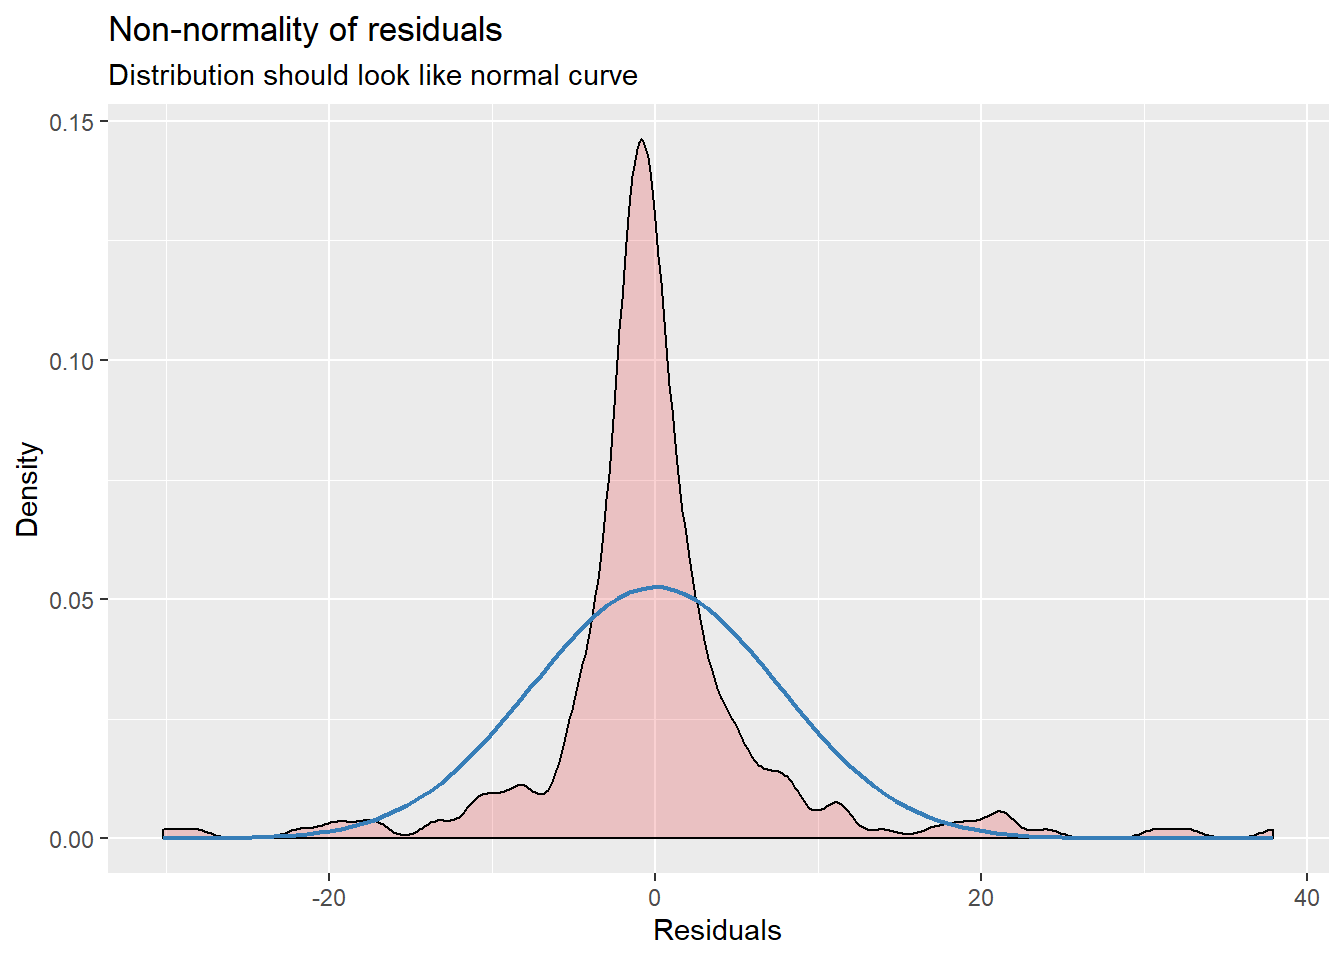 Non-normality of residuals
Distribution should look like normal curve
0.15
0.10
0.05
0.00
Density
-20
0
20
40
Residuals